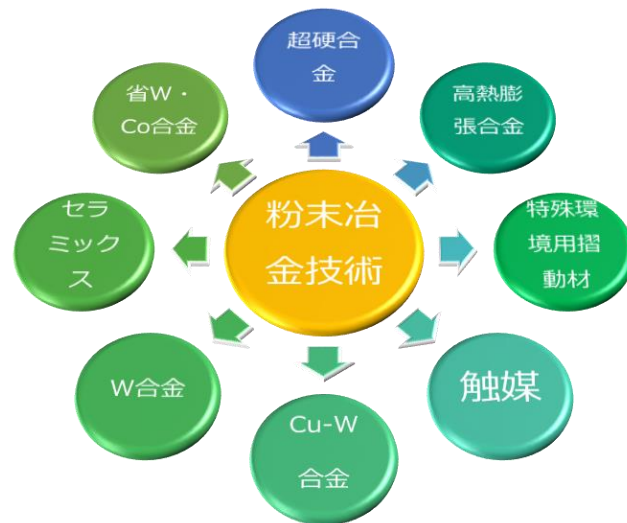 超硬合
金
省W・
Co合金
高熱膨
張合金
セラ
ミック
ス
粉末冶
金技術
特殊環
境用摺
動材
W合金
触媒
Cu-W
合金